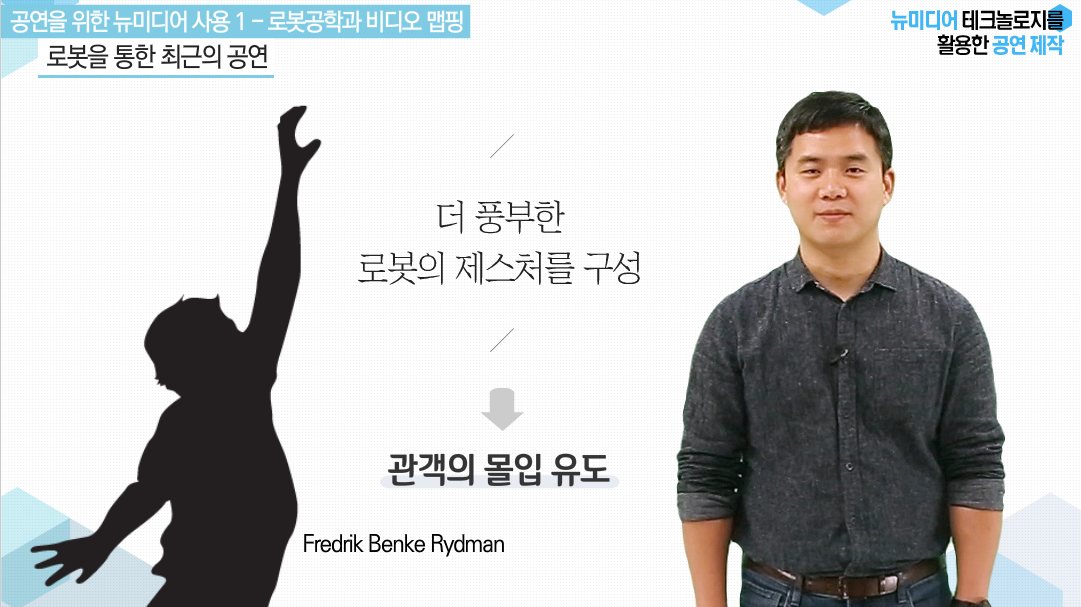 공연을 위한 뉴미디어 사용 1 – 로봇공학과 비디오 맵핑
로봇을 통한 최근의 공연
뉴미디어 테크놀로지를
활용한 공연 제작
더 풍부한
로봇의 제스처를 구성
관객의 몰입 유도
Fredrik Benke Rydman